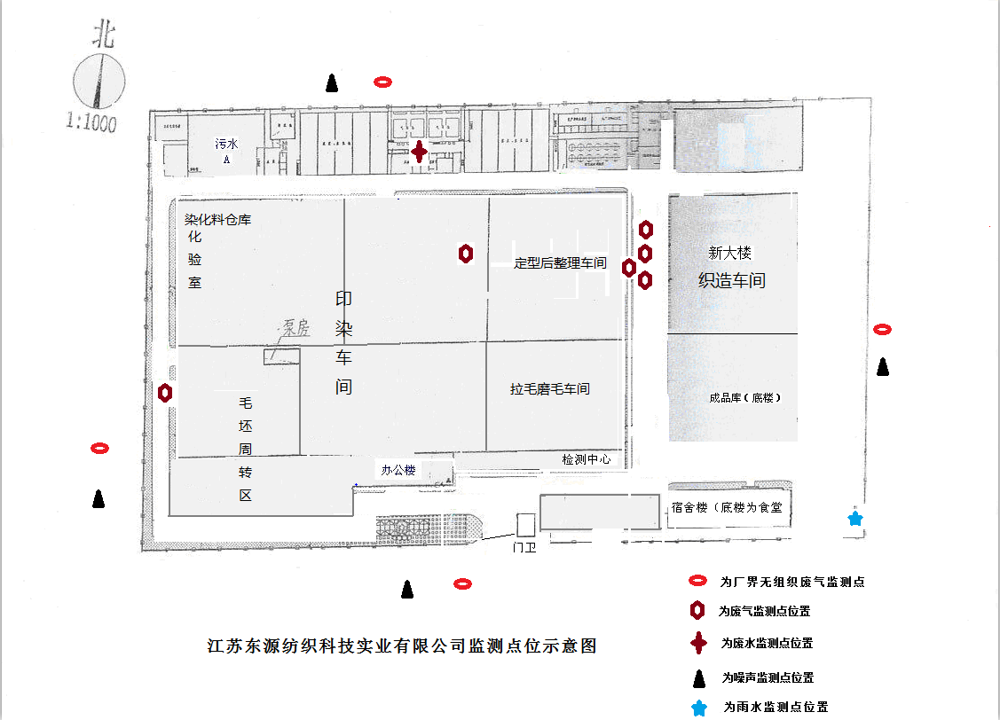 北
1:1000
污水
A
染化料仓库
化
验
室
定型后整理车间
新大楼
织造车间
印
染
车
间
泵房
拉毛磨毛车间
成品库（底楼）
毛
坯
周
转
区
办公楼
检测中心
宿舍楼（底楼为食堂
门卫
为厂界无组织废气监测点
为废气监测点位置
为废水监测点位置
为噪声监测点位置
为雨水监测点位置
江苏东源纺织科技实业有限公司监测点位示意图